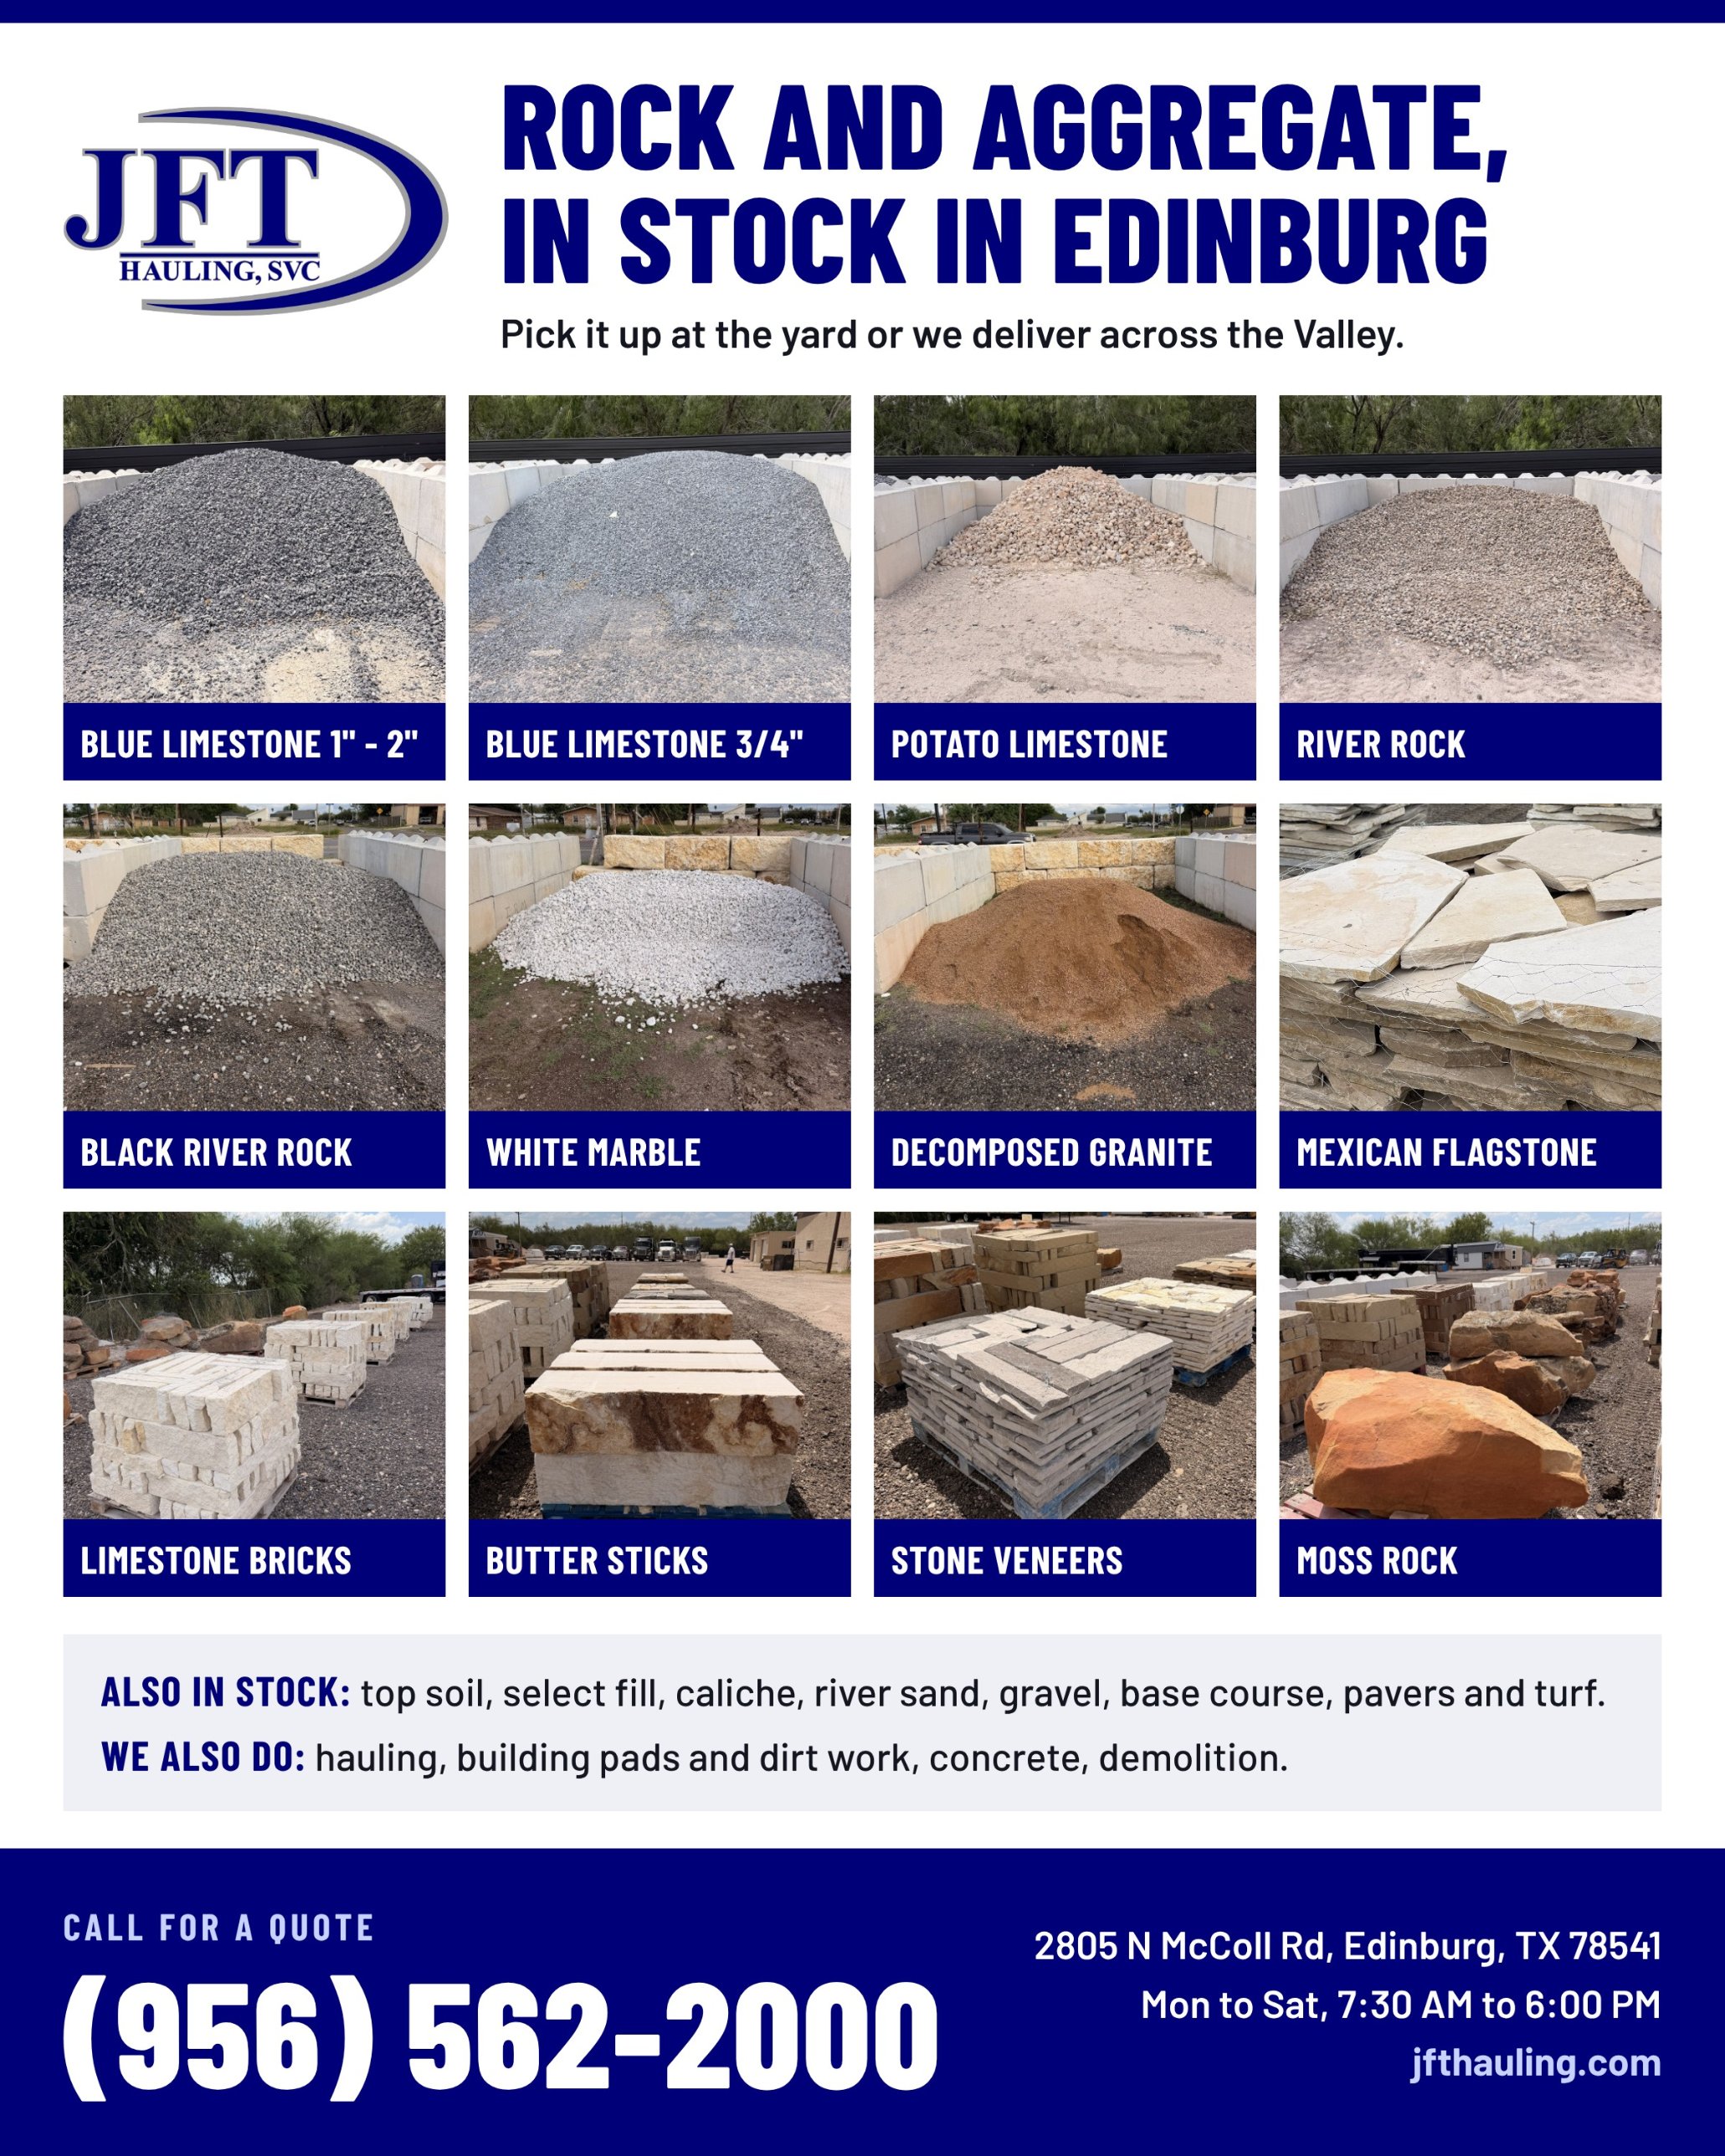 JFT
HAULING, SVC
ROCK AND AGGREGATE,
IN STOCK IN EDINBURG
Pick it up at the yard or we deliver across the Valley.
BLUE LIMESTONE 1" - 2"
BLUE LIMESTONE 3/4"
POTATO LIMESTONE
RIVER ROCK
BLACK RIVER ROCK
WHITE MARBLE
DECOMPOSED GRANITE
MEXICAN FLAGSTONE
LIMESTONE BRICKS
BUTTER STICKS
STONE VENEERS
MOSS ROCK
ALSO IN STOCK: top soil, select fill, caliche, river sand, gravel, base course, pavers and turf.
WE ALSO DO: hauling, building pads and dirt work, concrete, demolition.
CALL FOR A QUOTE
(956) 562-2000
2805 N McColl Rd, Edinburg, TX 78541
Mon to Sat, 7:30 AM to 6:00 PM
jfthauling.com